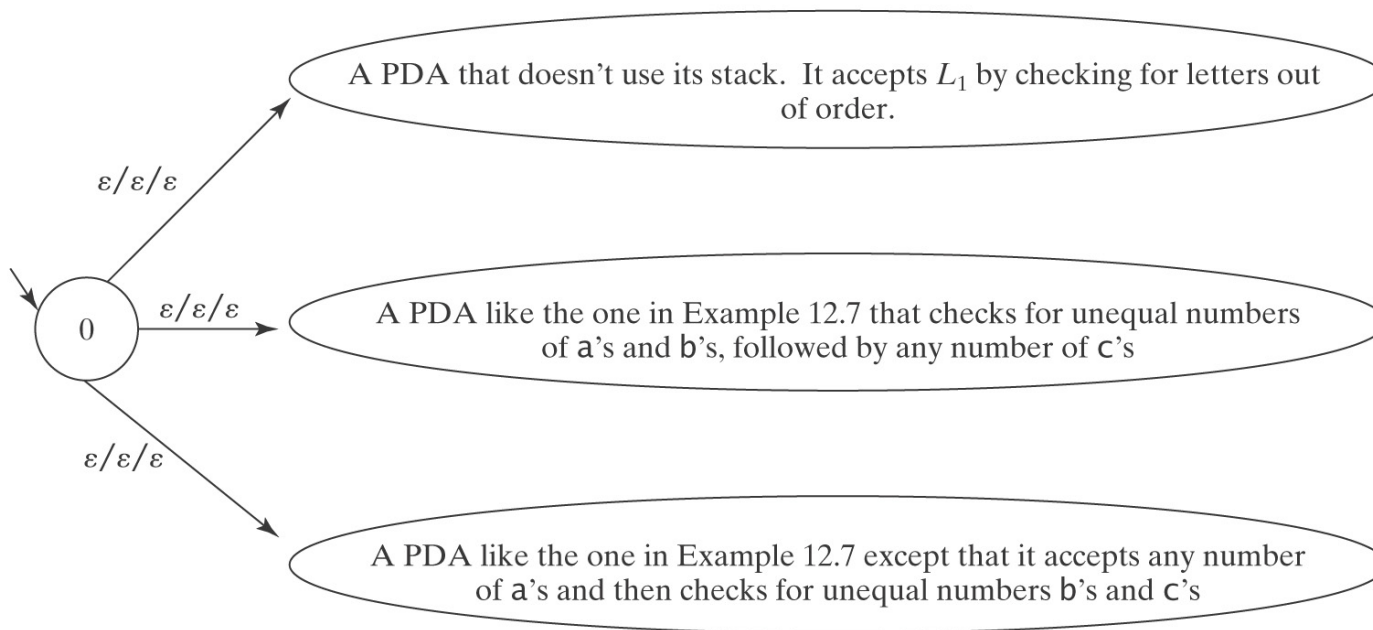 A PDA that doesn't use its stack.  It accepts L₁ by checking for letters out
of order.
ε/ε/ε
0
ε/ε/ε
A PDA like the one in Example 12.7 that checks for unequal numbers
of a's and b's, followed by any number of c's
ε/ε/ε
A PDA like the one in Example 12.7 except that it accepts any number
of a's and then checks for unequal numbers b's and c's